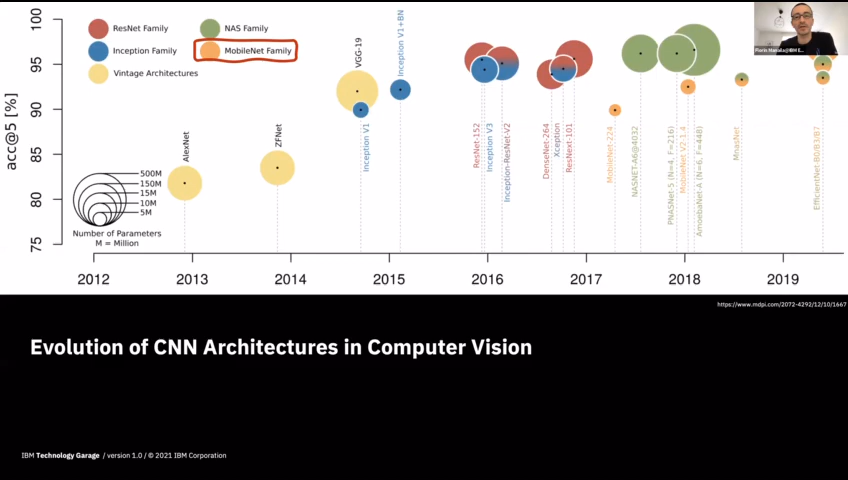 100
95
90
85
80
75
acc@5 [%]
ResNet Family
NAS Family
Inception Family
MobileNet Family
Vintage Architectures
AlexNet
ZFNet
VGG-19
Inception V1
Inception V1+BN
ResNet-152
Inception V3
Inception-ResNet-V2
DenseNet-264
Xception
ResNext-101
MobileNet-224
NASNET-A6@4032
PNASNet-5 (N=4, F=216)
MobileNet V2-1.4
AmoebaNet-A (N=6, F=448)
MnasNet
EfficientNet B0/B3/B7
500M
150M
15M
10M
5M
Number of Parameters
M = Million
2012
2013
2014
2015
2016
2017
2018
2019
https://www.mdpi.com/2072-4292/12/10/1667
Evolution of CNN Architectures in Computer Vision
IBM Technology Garage / version 1.0 / © 2021 IBM Corporation